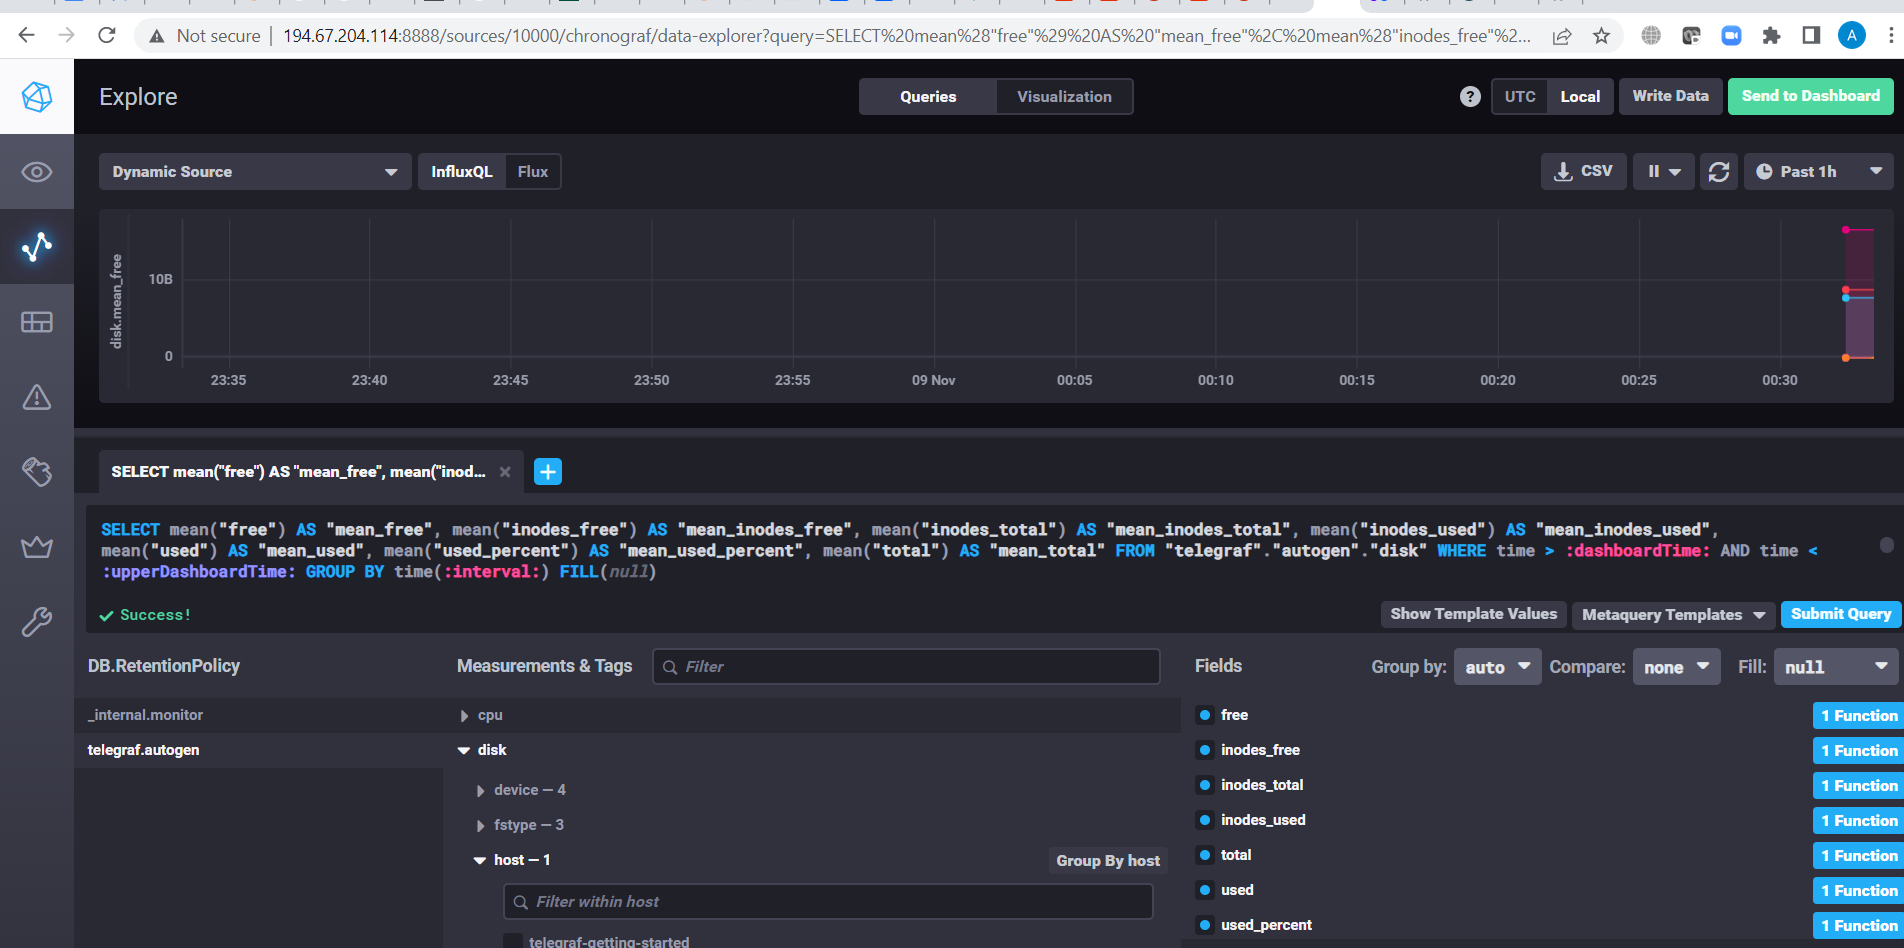 Not secure | 194.67.204.114:8888/sources/10000/chronograf/data-explorer?query=SELECT%20mean%28"free"%29%20AS%20"mean_free"%2C%20mean%28"inodes_free"%2... A
Explore Queries Visualization ? UTC Local Write Data Send to Dashboard
Dynamic Source InfluxQL Flux CSV Past 1h
disk.mean_free
10B
0
23:35 23:40 23:45 23:50 23:55 09 Nov 00:05 00:10 00:15 00:20 00:25 00:30
SELECT mean("free") AS "mean_free", mean("inod... × +
SELECT mean("free") AS "mean_free", mean("inodes_free") AS "mean_inodes_free", mean("inodes_total") AS "mean_inodes_total", mean("inodes_used") AS "mean_inodes_used",
mean("used") AS "mean_used", mean("used_percent") AS "mean_used_percent", mean("total") AS "mean_total" FROM "telegraf"."autogen"."disk" WHERE time > :dashboardTime: AND time <
:upperDashboardTime: GROUP BY time(:interval:) FILL(null)
Success! Show Template Values Metaquery Templates Submit Query
DB.RetentionPolicy Measurements & Tags Filter Fields Group by: auto Compare: none Fill: null
_internal.monitor cpu free 1 Function
telegraf.autogen disk inodes_free 1 Function
device — 4 inodes_total 1 Function
fstype — 3 inodes_used 1 Function
host — 1 Group By host total 1 Function
Filter within host used 1 Function
telegraf-getting-started used_percent 1 Function